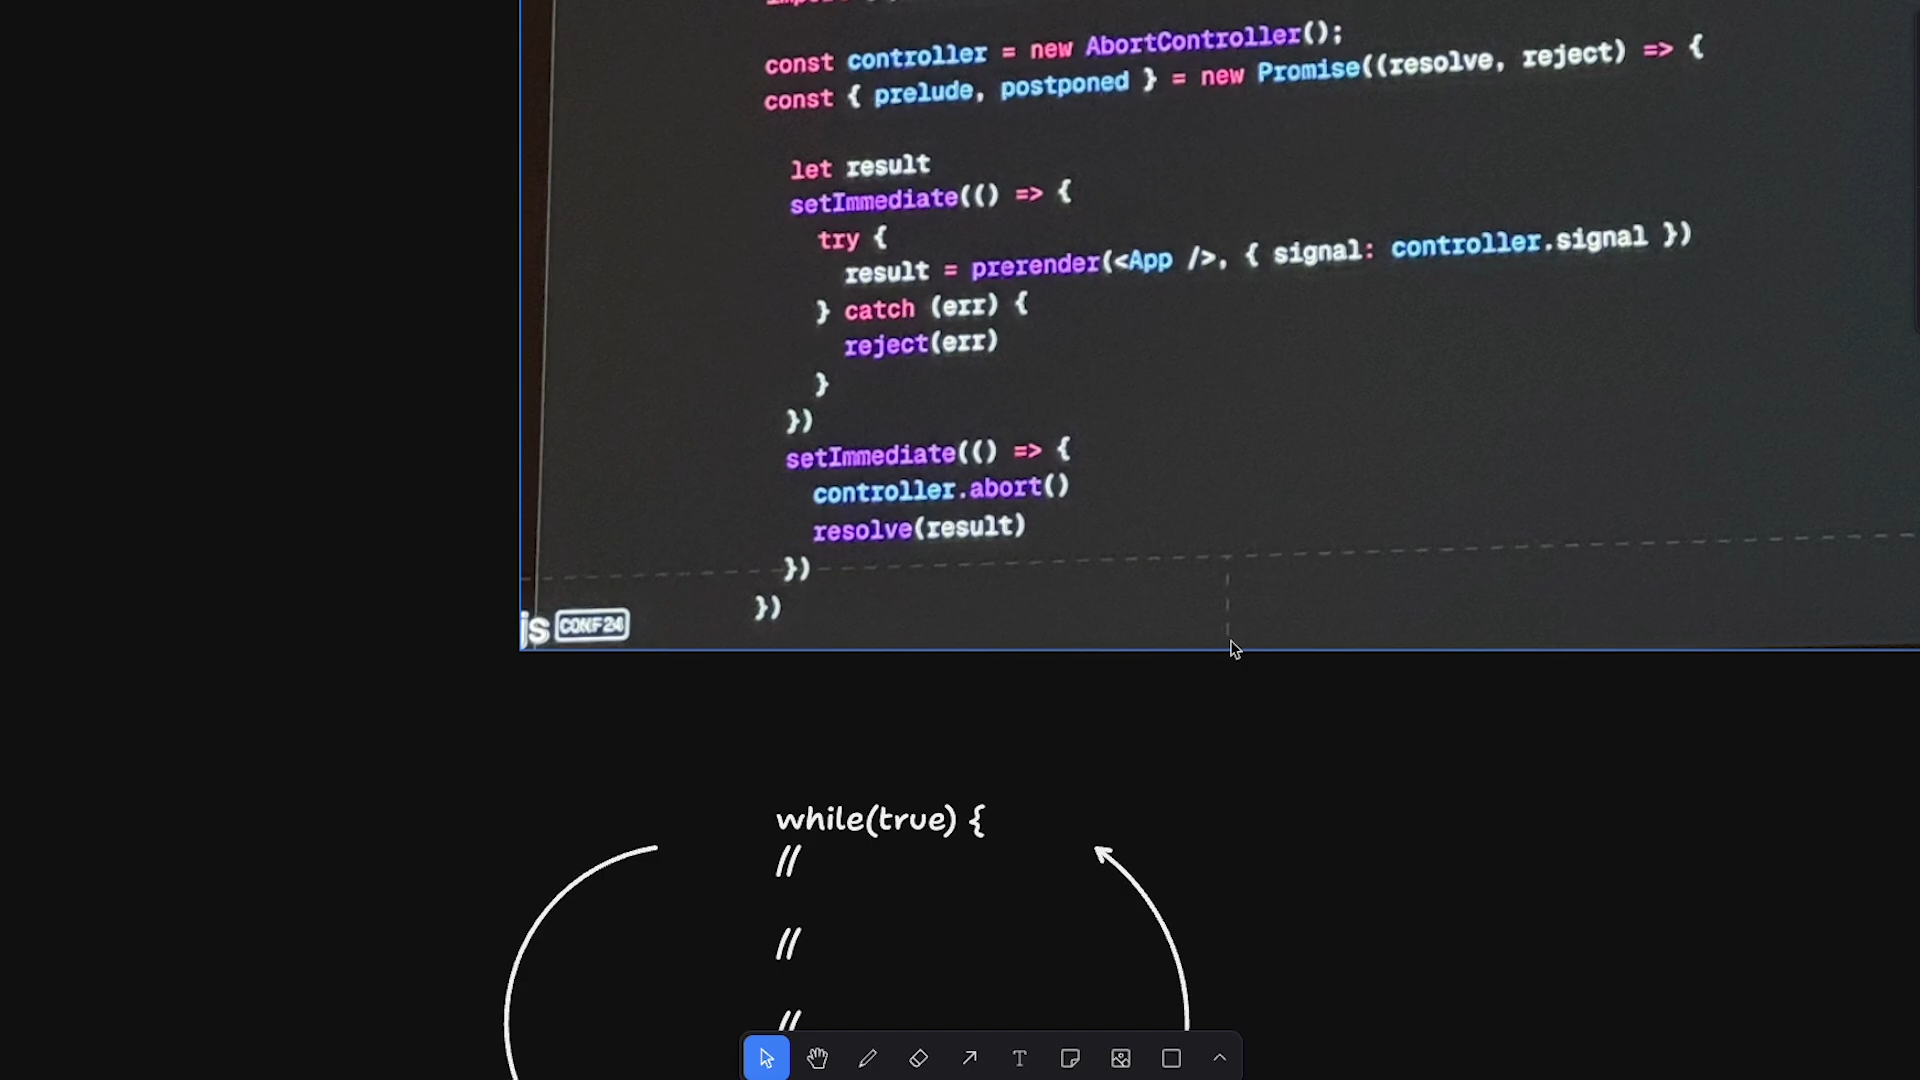 const controller = new AbortController();
const { prelude, postponed } = new Promise((resolve, reject) => {
let result
setImmediate(() => {
try {
result = prerender(<App />, { signal: controller.signal })
} catch (err) {
reject(err)
}
})
setImmediate(() => {
controller.abort()
resolve(result)
})
})
js CONF24
while(true) {
//
//
//
T